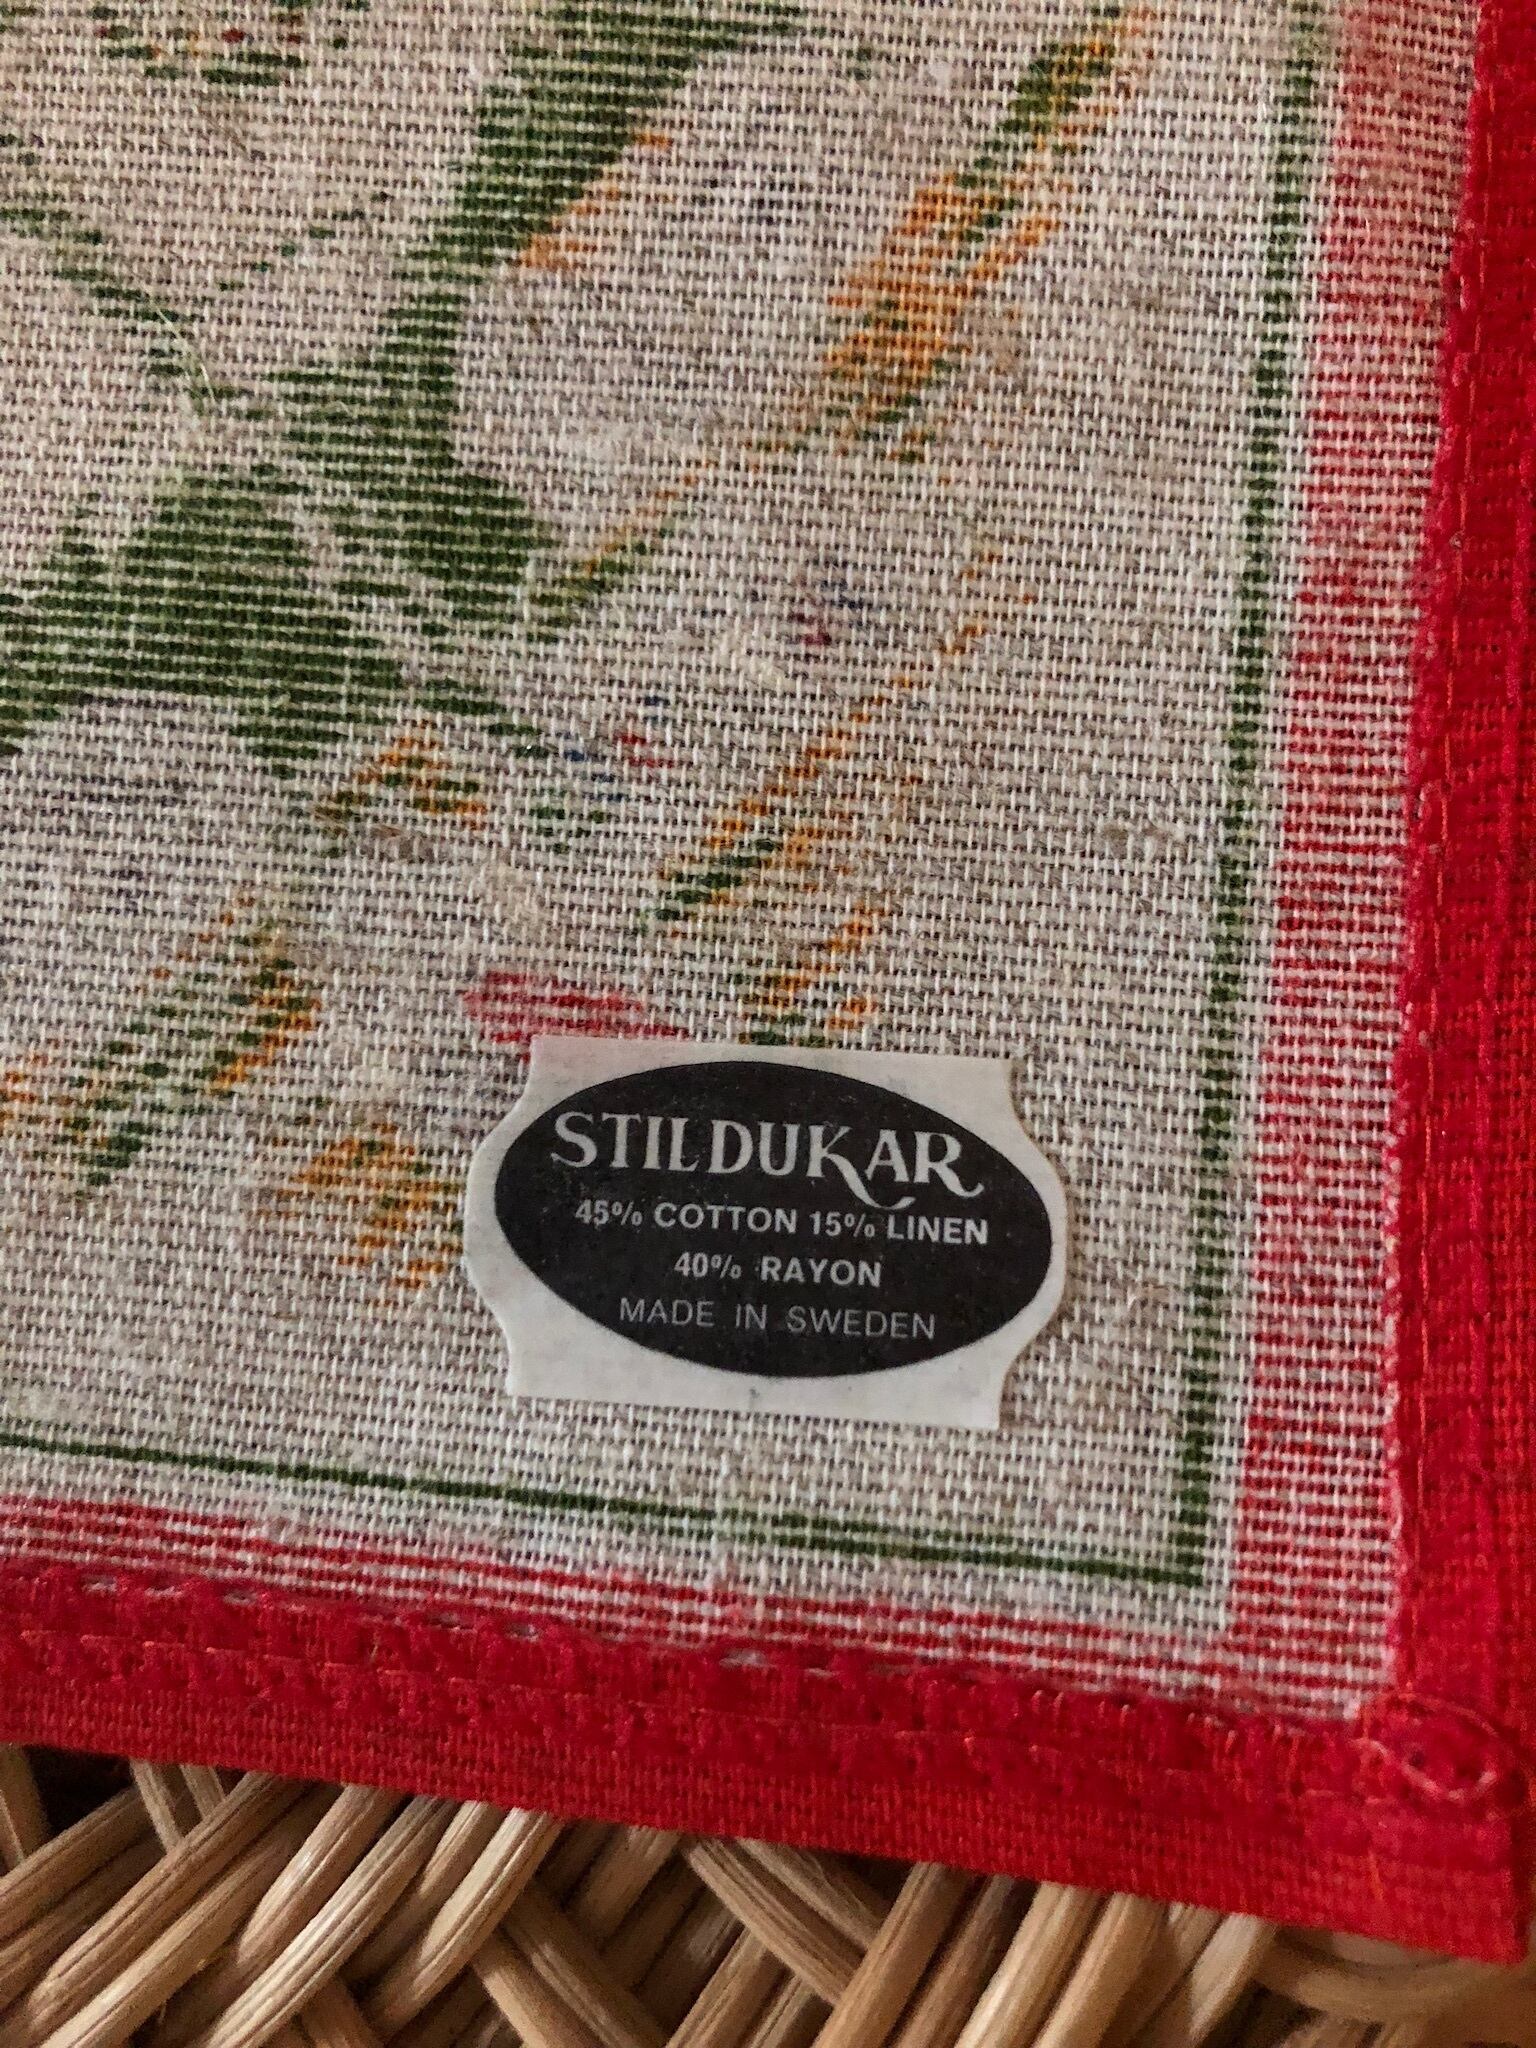 STILDUKAR
45% COTTON 15% LINEN
40% RAYON
MADE IN SWEDEN